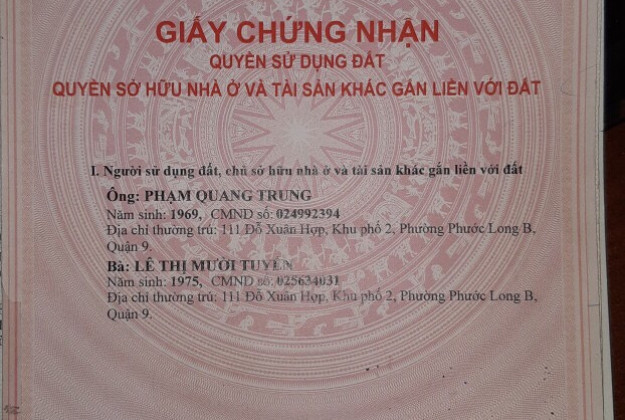 GIẤY CHỨNG NHẬN
QUYỀN SỬ DỤNG ĐẤT
QUYỀN SỞ HỮU NHÀ Ở VÀ TÀI SẢN KHÁC GẮN LIỀN VỚI ĐẤT
I. Người sử dụng đất, chủ sở hữu nhà ở và tài sản khác gắn liền với đất
Ông: PHẠM QUANG TRUNG
Năm sinh: 1969, CMND số: 024992394
Địa chỉ thường trú: 111 Đỗ Xuân Hợp, Khu phố 2, Phường Phước Long B,
Quận 9.
Bà: LÊ THỊ MƯỜI TUYẾN
Năm sinh: 1975, CMND số: 025634031
Địa chỉ thường trú: 111 Đỗ Xuân Hợp, Khu phố 2, Phường Phước Long B,
Quận 9.